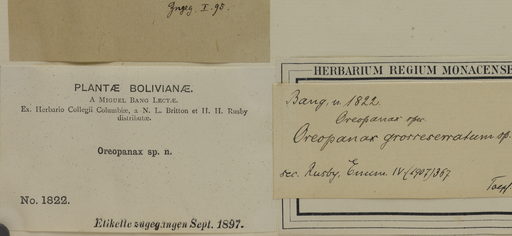 Zugeg. I. 98.
PLANTÆ BOLIVIANÆ.
A MIGUEL BANG LECTÆ.
Ex. Herbario Collegii Columbiæ, a N. L. Britton et H. H. Rusby
distributæ.
Oreopanax sp. n.
No. 1822.
Etikette zugegangen Sept. 1897.
HERBARIUM REGIUM MONACENSE
Bang n. 1822.
Oreopanax spec.
Oreopanax grosseserratum sp.
sec. Rusby, Enum. IV (1907) 367